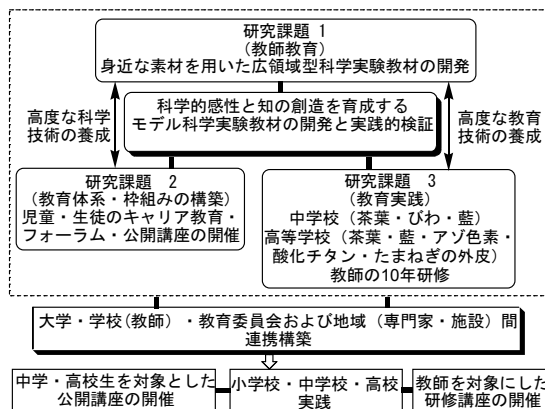 研究課題 1
(教師教育)
身近な素材を用いた広領域型科学実験教材の開発
高度な科学
技術の養成
科学的感性と知の創造を育成する
モデル科学実験教材の開発と実践的検証
高度な教育
技術の養成
研究課題 2
(教育体系・枠組みの構築)
児童・生徒のキャリア教育・
フォーラム・公開講座の開催
研究課題 3
(教育実践)
中学校(茶葉・びわ・藍)
高等学校(茶葉・藍・アゾ色素・
酸化チタン・たまねぎの外皮)
教師の10年研修
大学・学校(教師)・教育委員会および地域(専門家・施設)間
連携構築
中学・高校生を対象とした
公開講座の開催
小学校・中学校・高校
実践
教師を対象にした
研修講座の開催